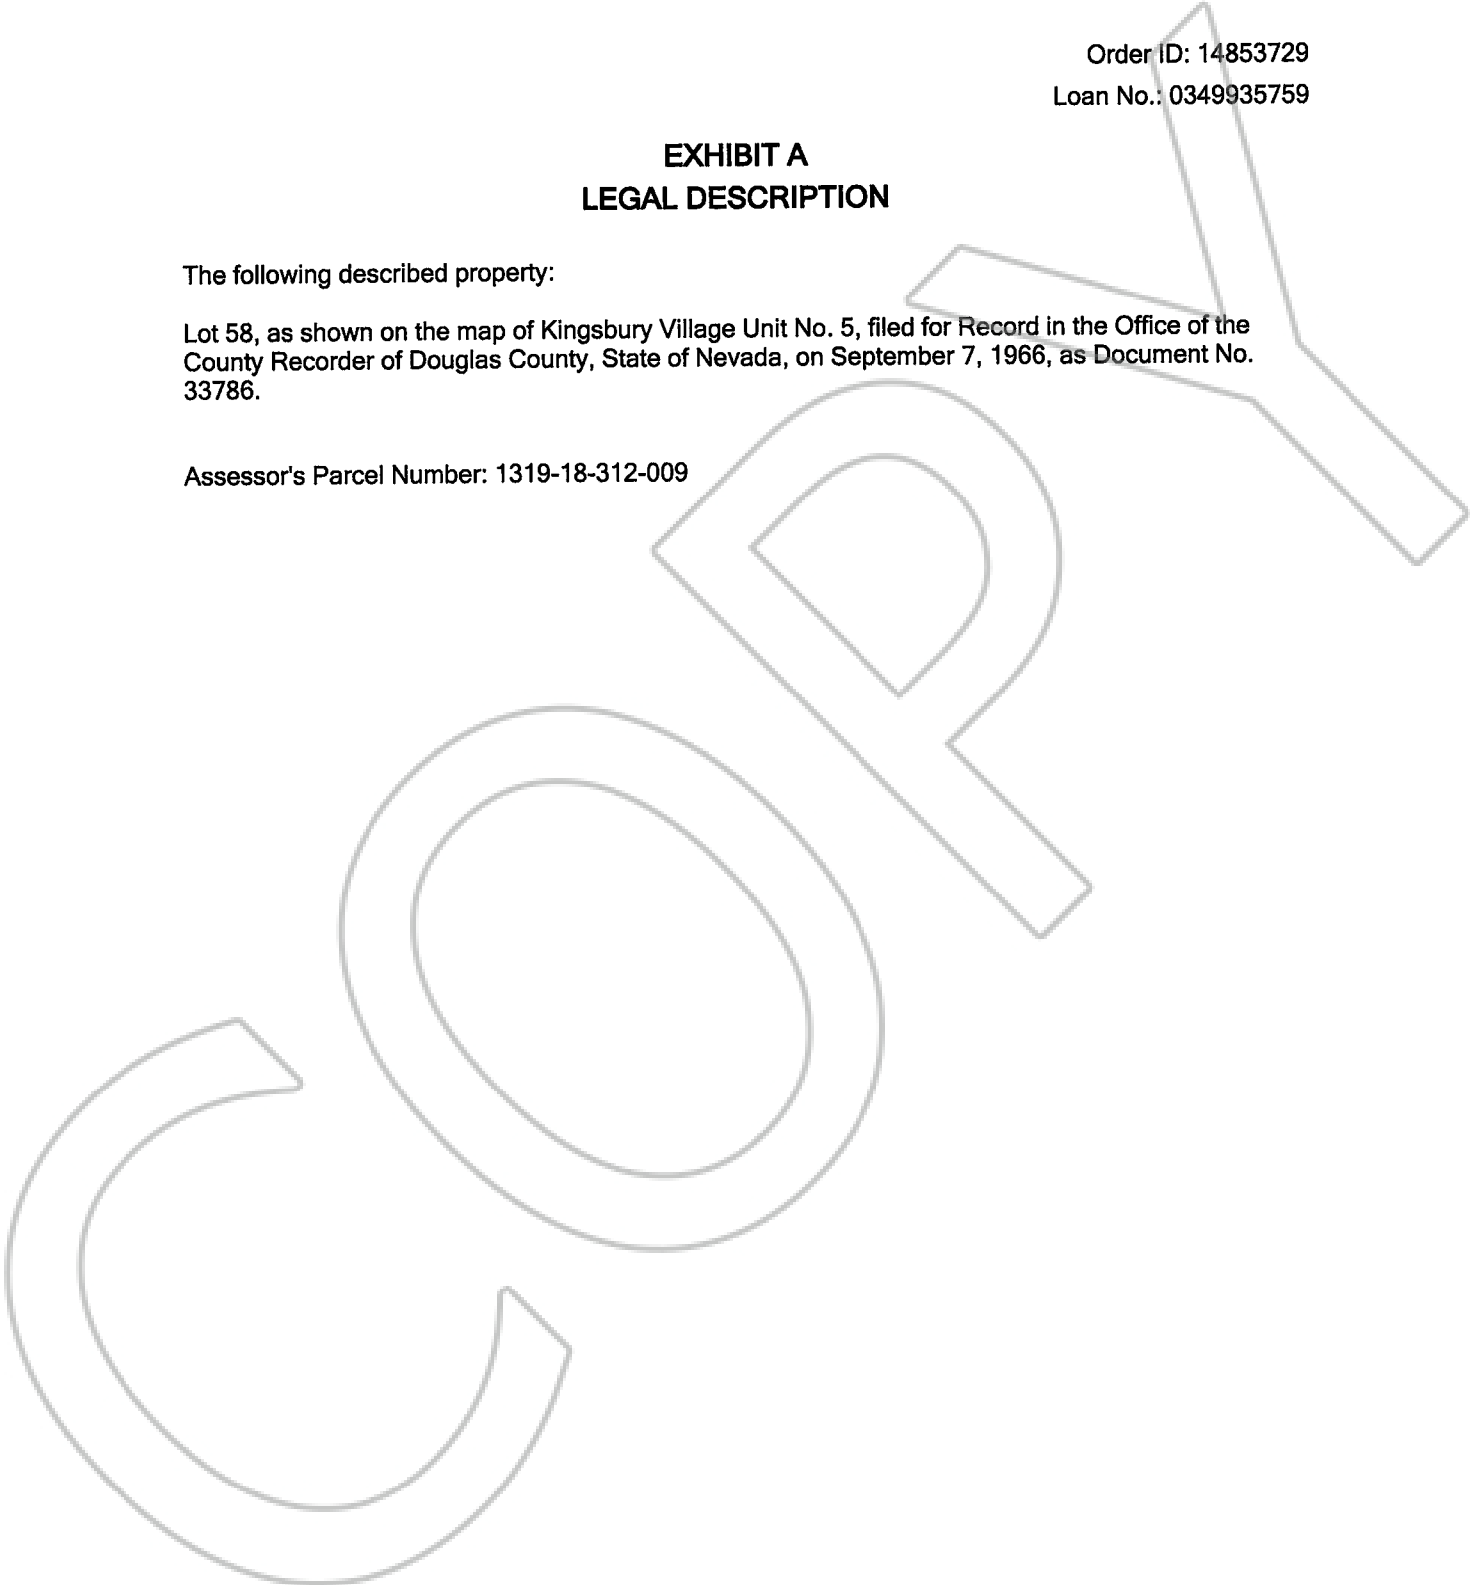 Order ID: 14853729
Loan No.: 0349935759
EXHIBIT A
LEGAL DESCRIPTION
The following described property:
Lot 58, as shown on the map of Kingsbury Village Unit No. 5, filed for Record in the Office of the
County Recorder of Douglas County, State of Nevada, on September 7, 1966, as Document No.
33786.
Assessor's Parcel Number: 1319-18-312-009
COPY